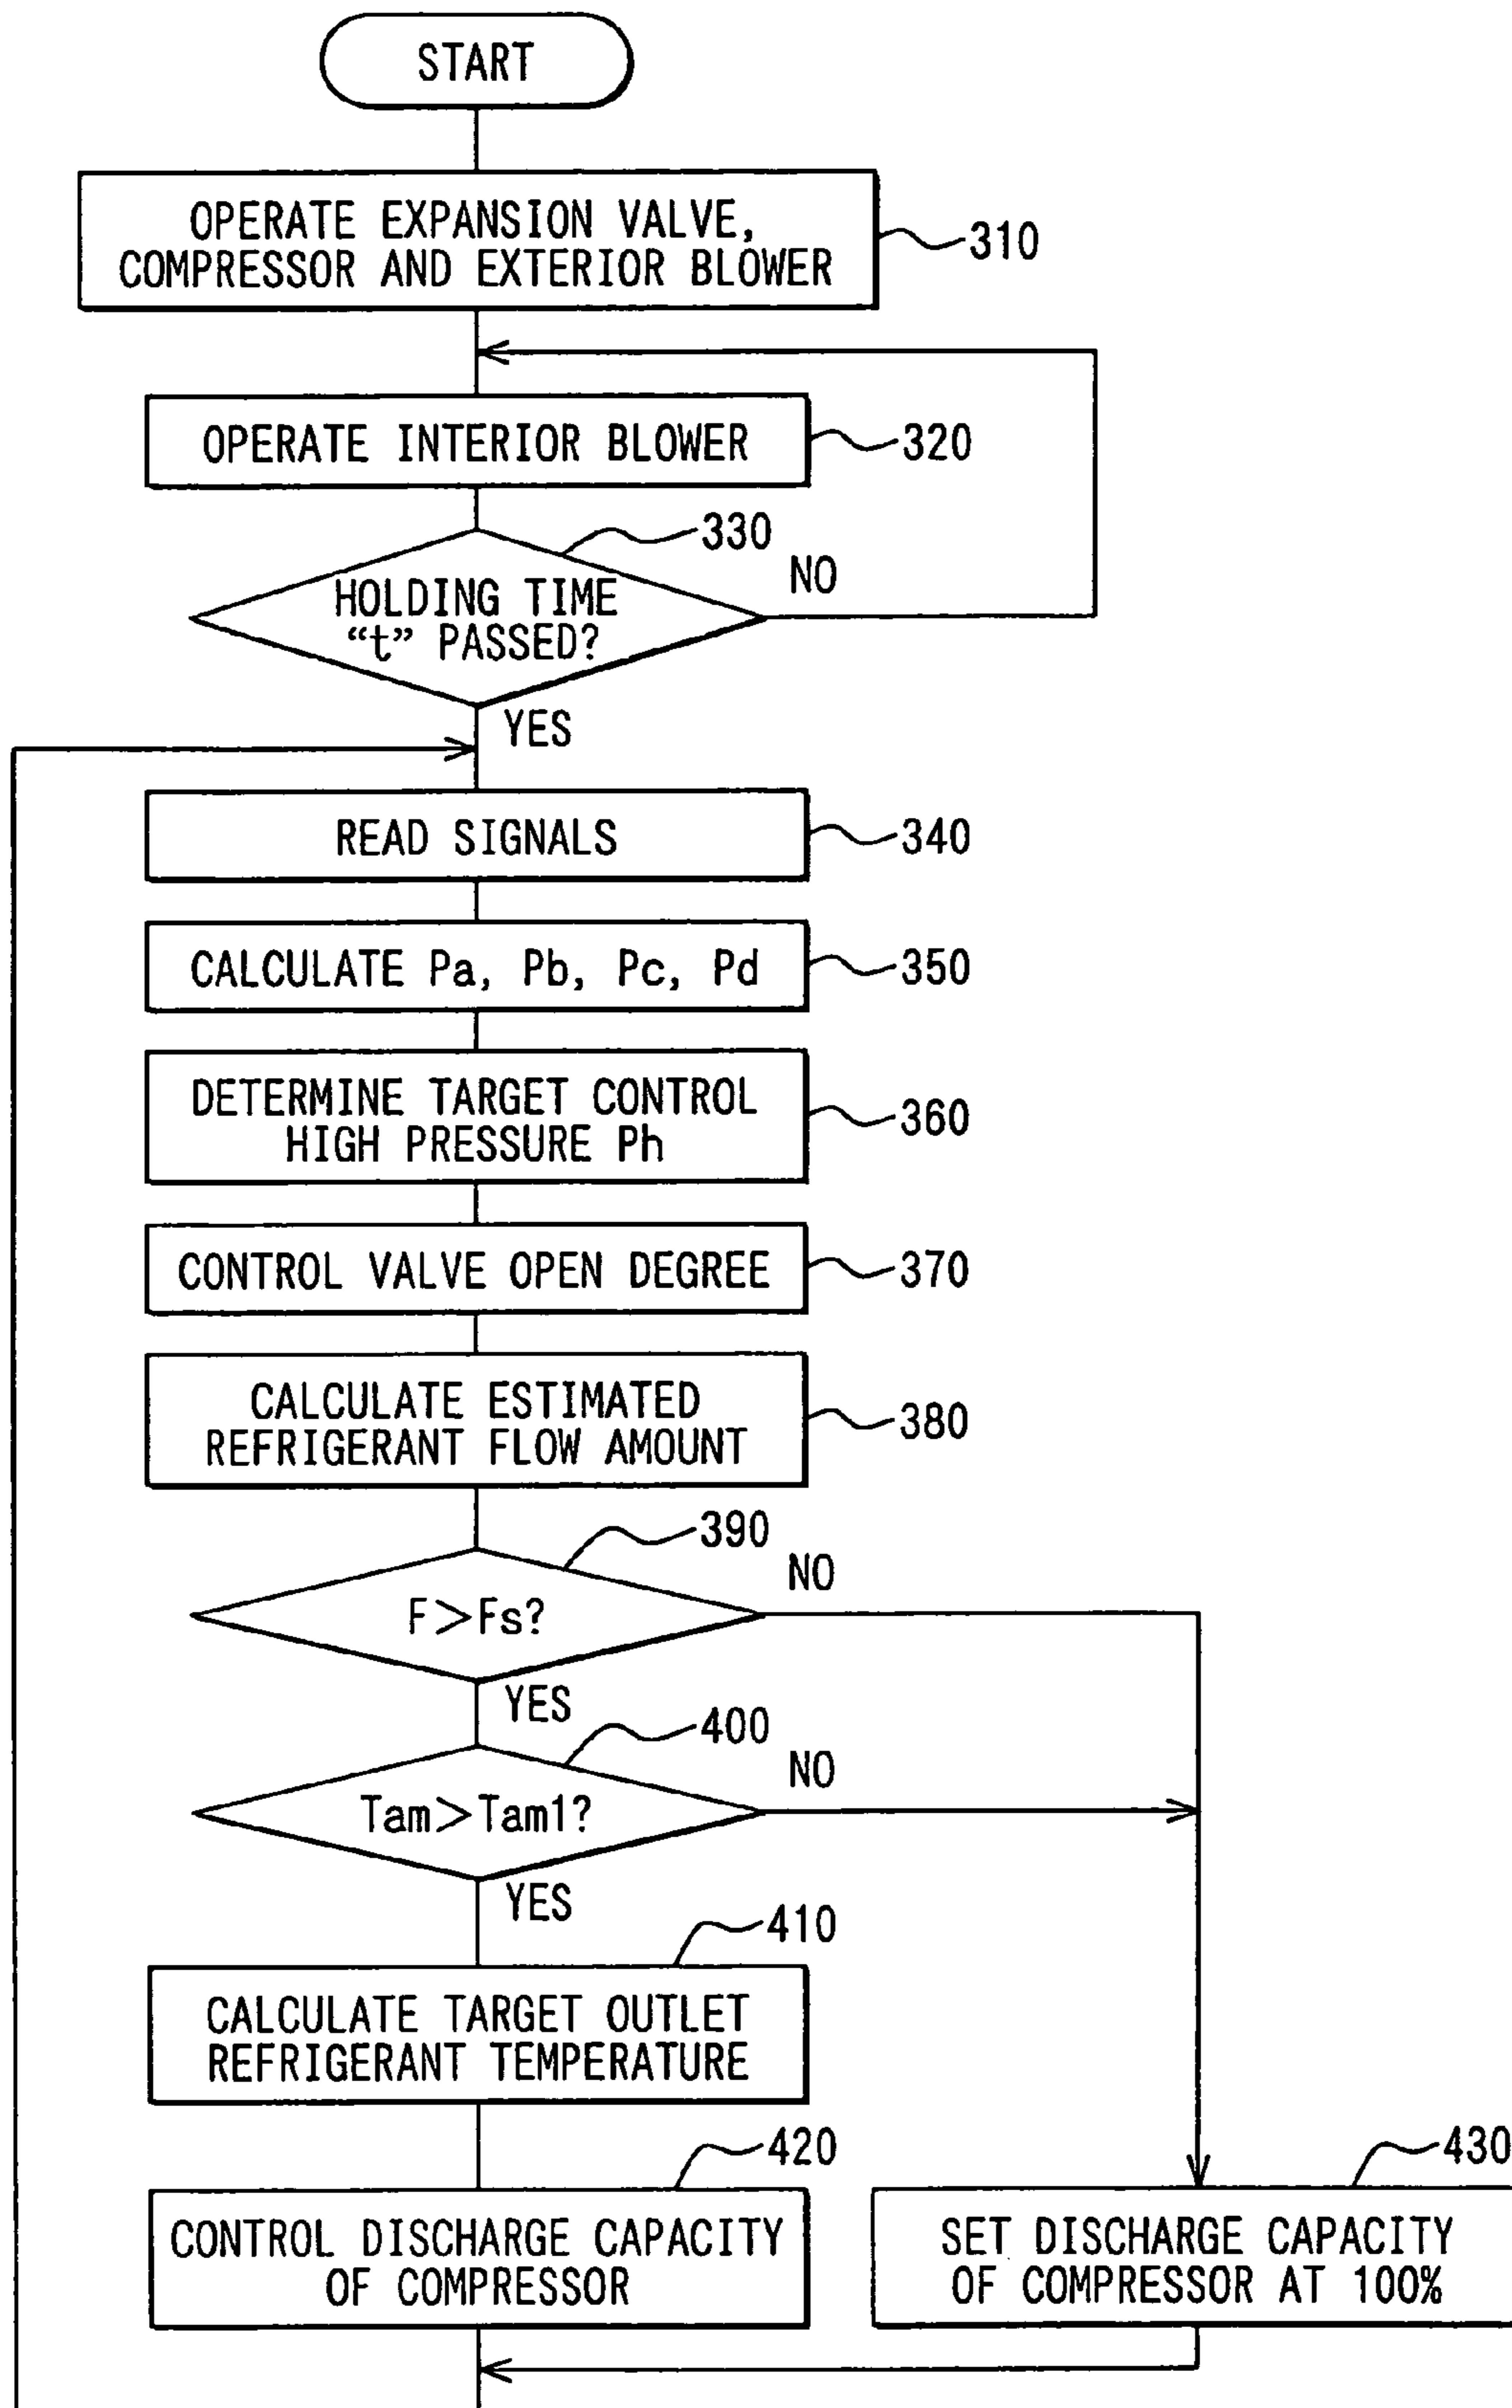 START
OPERATE EXPANSION VALVE,
COMPRESSOR AND EXTERIOR BLOWER
310
OPERATE INTERIOR BLOWER
320
330
HOLDING TIME
“t” PASSED?
NO
YES
READ SIGNALS
340
CALCULATE Pa, Pb, Pc, Pd
350
DETERMINE TARGET CONTROL
HIGH PRESSURE Ph
360
CONTROL VALVE OPEN DEGREE
370
CALCULATE ESTIMATED
REFRIGERANT FLOW AMOUNT
380
390
F>Fs?
NO
YES
400
Tam>Tam1?
NO
YES
410
CALCULATE TARGET OUTLET
REFRIGERANT TEMPERATURE
420
CONTROL DISCHARGE CAPACITY
OF COMPRESSOR
430
SET DISCHARGE CAPACITY
OF COMPRESSOR AT 100%